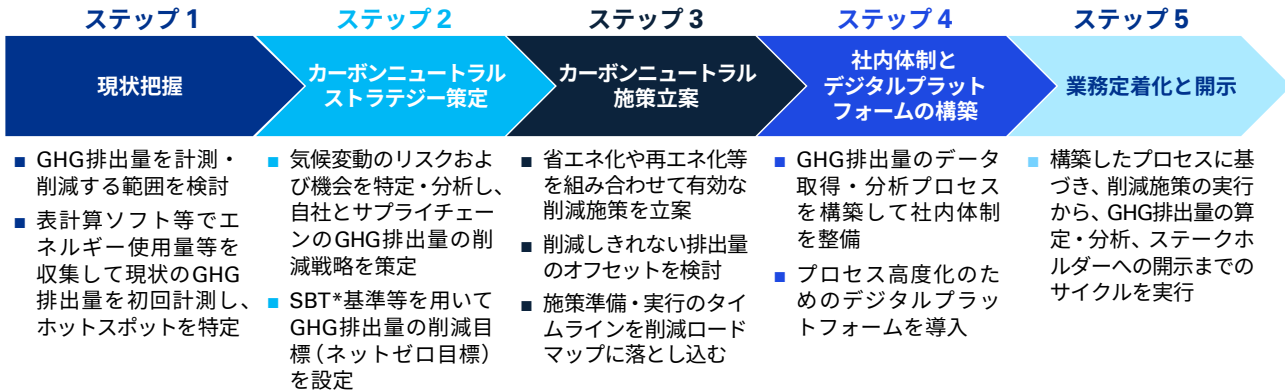 ステップ 1
現状把握
■ GHG排出量を計測・
削減する範囲を検討
■ 表計算ソフト等でエ
ネルギー使用量等を
収集して現状のGHG
排出量を初回計測し、
ホットスポットを特定
ステップ 2
カーボンニュートラル
ストラテジー策定
■ 気候変動のリスクおよ
び機会を特定・分析し、
自社とサプライチェー
ンのGHG排出量の削
減戦略を策定
■ SBT*基準等を用いて
GHG排出量の削減目
標（ネットゼロ目標）
を設定
ステップ 3
カーボンニュートラル
施策立案
■ 省エネ化や再エネ化等
を組み合わせて有効な
削減施策を立案
■ 削減しきれない排出量
のオフセットを検討
■ 施策準備・実行のタイ
ムラインを削減ロード
マップに落とし込む
ステップ 4
社内体制と
デジタルプラット
フォームの構築
■ GHG排出量のデータ
取得・分析プロセス
を構築して社内体制
を整備
■ プロセス高度化のた
めのデジタルプラッ
トフォームを導入
ステップ 5
業務定着化と開示
■ 構築したプロセスに基
づき、削減施策の実行
から、GHG排出量の算
定・分析、ステークホ
ルダーへの開示までの
サイクルを実行